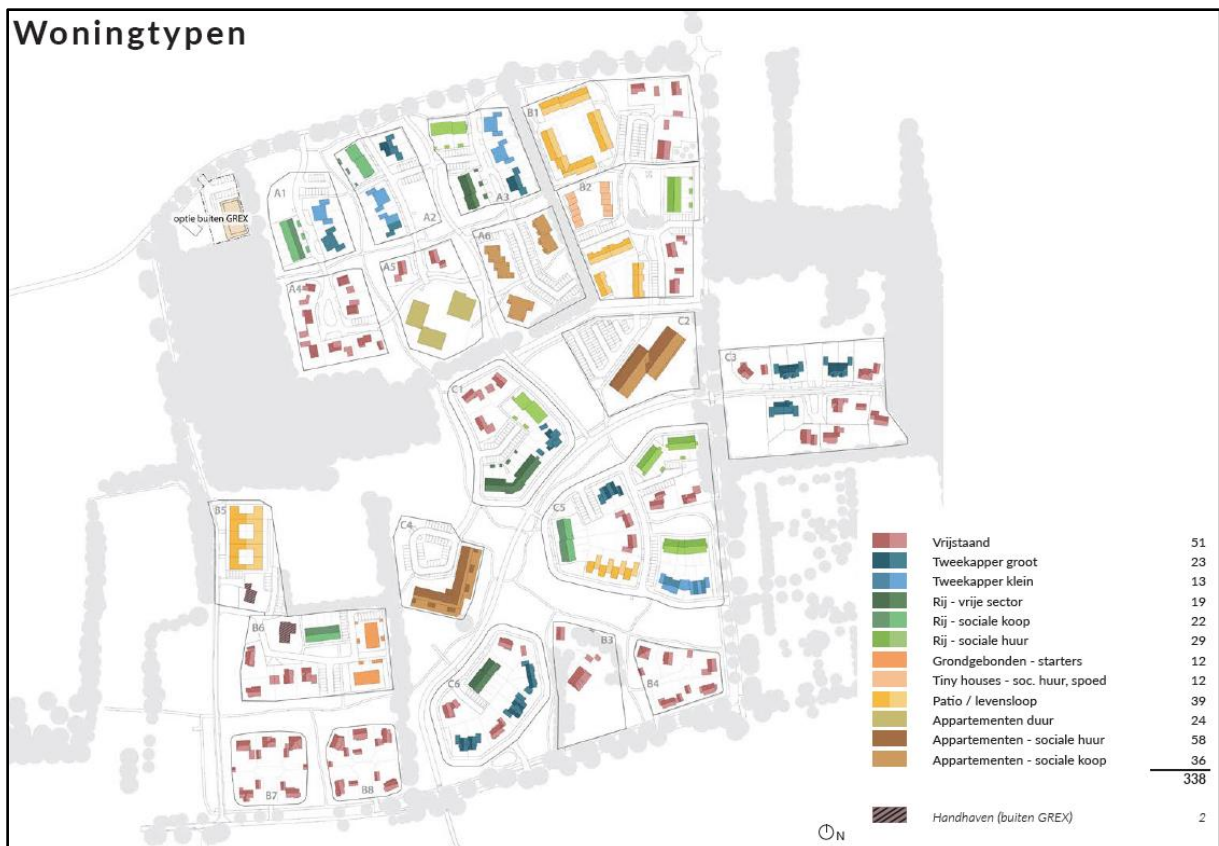 Woningtypen
B1
A1
A2
A3
B2
optie buiten GREX
A6
A5
A4
C2
C3
C1
C5
B5
C4
B6
C6
B3
B4
B7
B8
Vrijstaand 51
Tweekapper groot 23
Tweekapper klein 13
Rij - vrije sector 19
Rij - sociale koop 22
Rij - sociale huur 29
Grondgebonden - starters 12
Tiny houses - soc. huur, spoed 12
Patio / levensloop 39
Appartementen duur 24
Appartementen - sociale huur 58
Appartementen - sociale koop 36
338
Handhaven (buiten GREX) 2
N